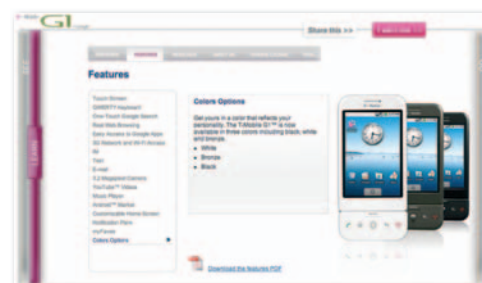 G1
Share this >>
FEATURES
Features
Touch Screen
QWERTY Keyboard
One Touch Google Search
Real Web Browsing
Easy Access to Google Apps
3G Network and Wi-Fi Access
IM
Text
E-mail
3.2 Megapixel Camera
YouTube™ Videos
Music Player
Android™ Market
Customizable Home Screen
Notification Panel
myFaves
Colors Options
Colors Options
Get yours in a color that reflects your
personality. The T-Mobile G1™ is now
available in three colors including black, white
and bronze.
• White
• Bronze
• Black
LEARN
Download the features PDF